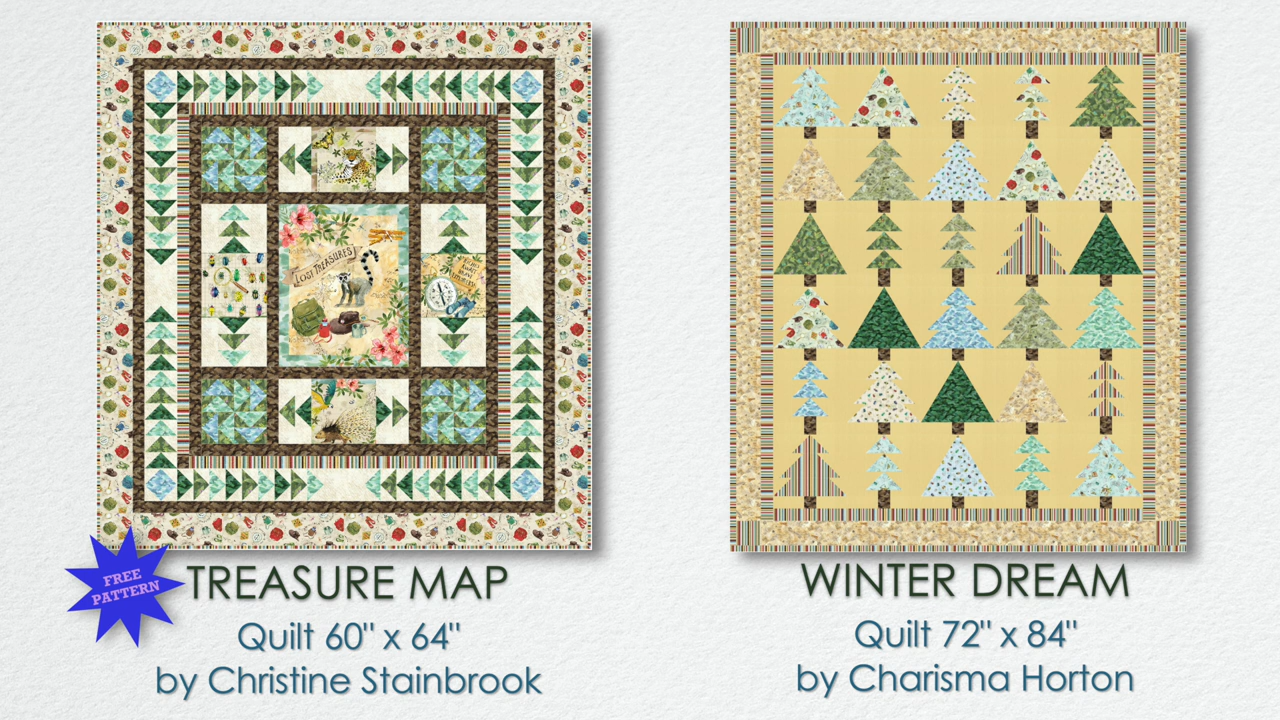 LOST TREASURES
FREE
PATTERN
TREASURE MAP
Quilt 60" x 64"
by Christine Stainbrook
WINTER DREAM
Quilt 72" x 84"
by Charisma Horton